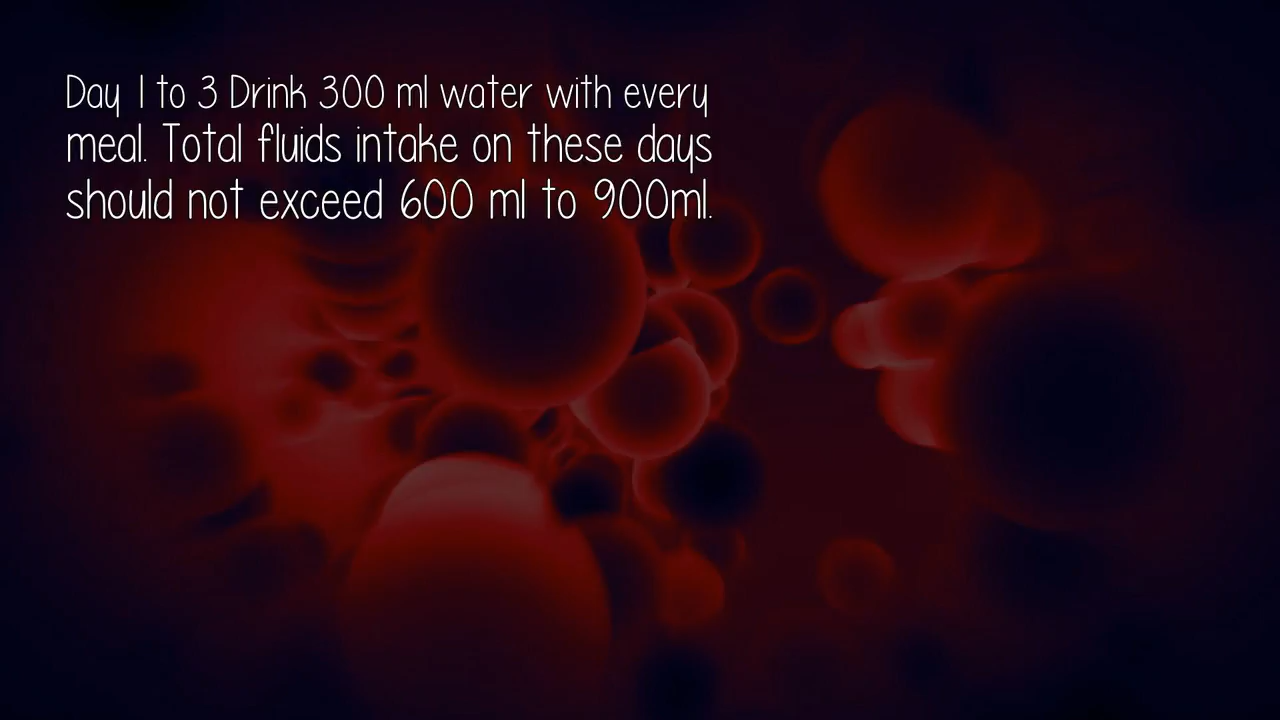 Day 1 to 3 Drink 300 ml water with every
meal. Total fluids intake on these days
should not exceed 600 ml to 900ml.